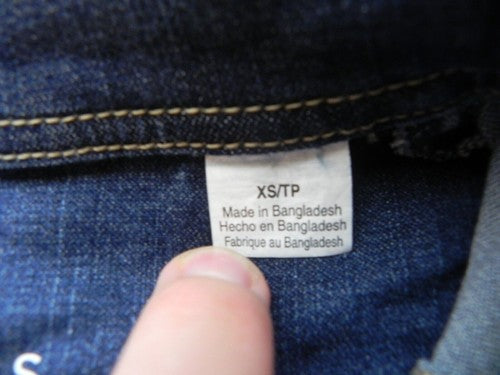 XS/TP
Made in Bangladesh
Hecho en Bangladesh
Fabrique au Bangladesh
S